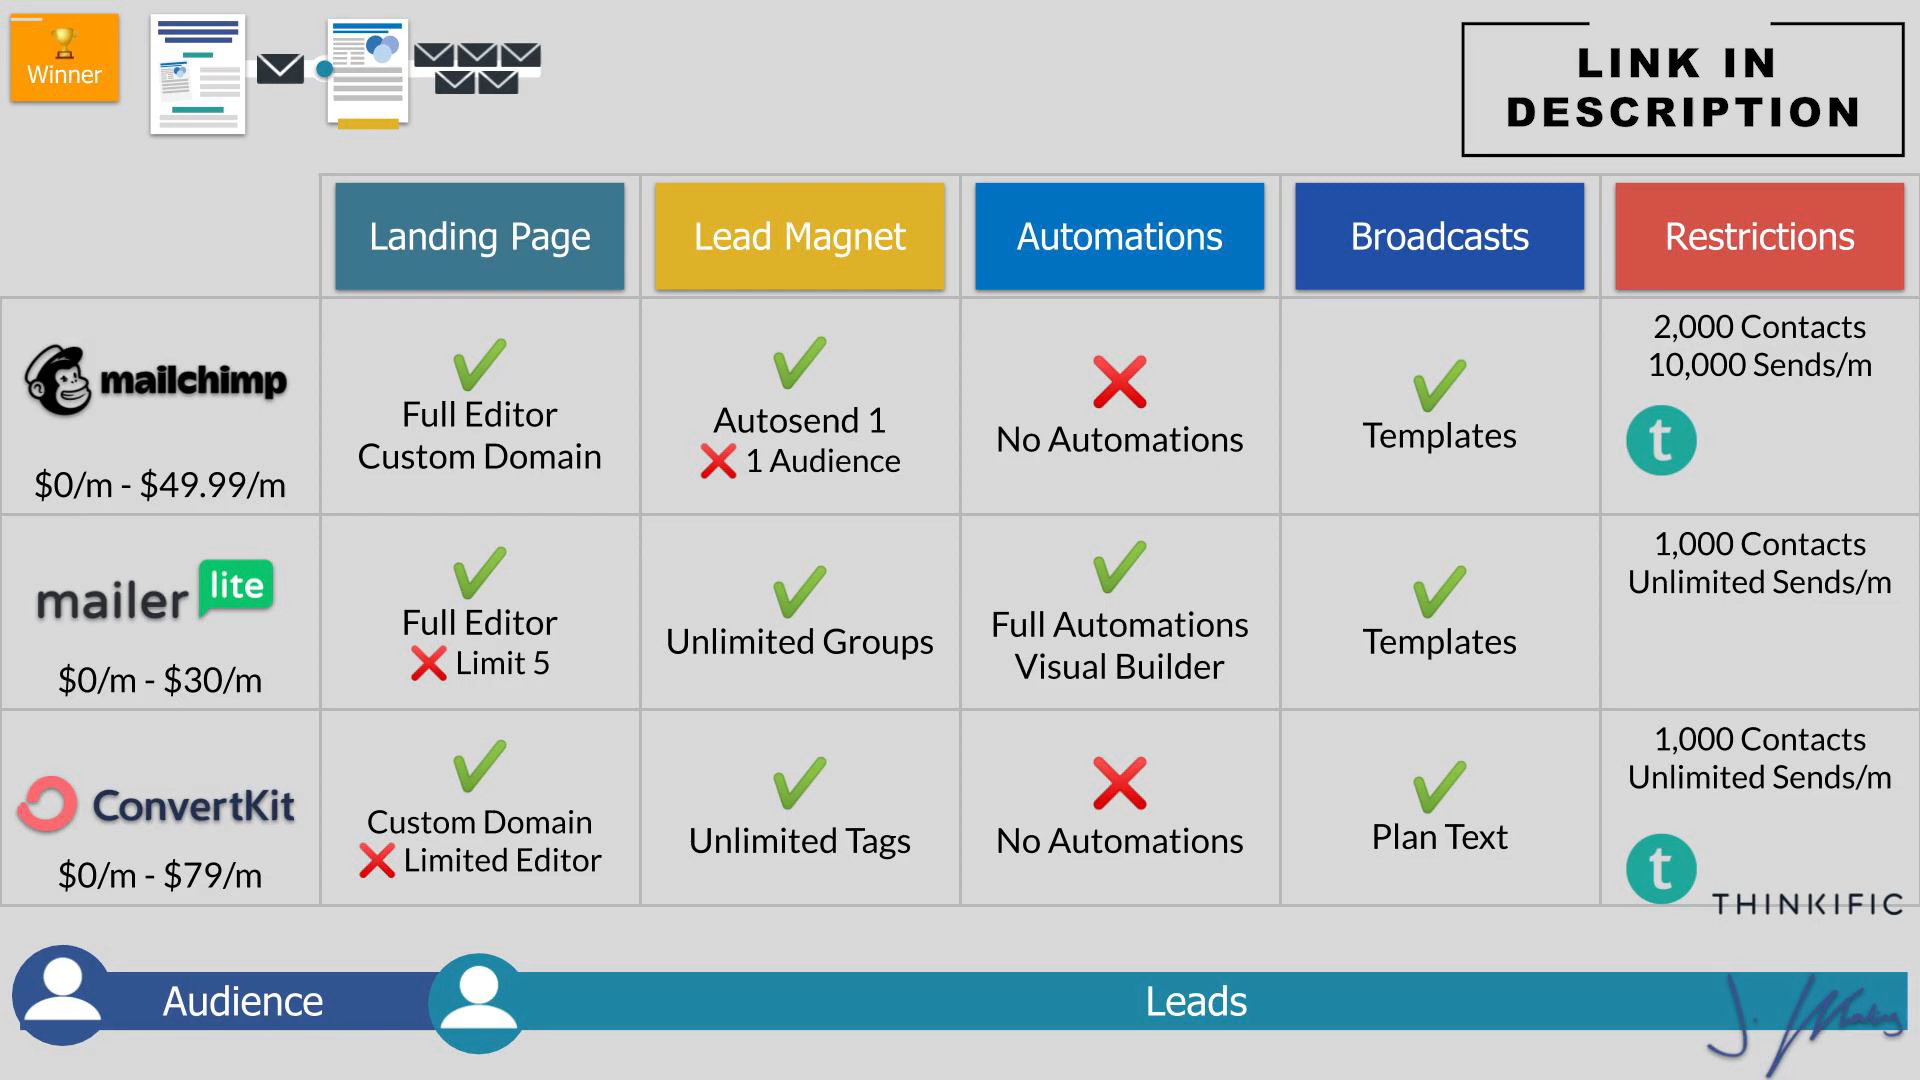 Winner
LINK IN
DESCRIPTION
Landing Page
Lead Magnet
Automations
Broadcasts
Restrictions
mailchimp
$0/m - $49.99/m
Full Editor
Custom Domain
Autosend 1
1 Audience
No Automations
Templates
2,000 Contacts
10,000 Sends/m
t
mailer lite
$0/m - $30/m
Full Editor
Limit 5
Unlimited Groups
Full Automations
Visual Builder
Templates
1,000 Contacts
Unlimited Sends/m
ConvertKit
$0/m - $79/m
Custom Domain
Limited Editor
Unlimited Tags
No Automations
Plan Text
1,000 Contacts
Unlimited Sends/m
t
THINKIFIC
Audience
Leads